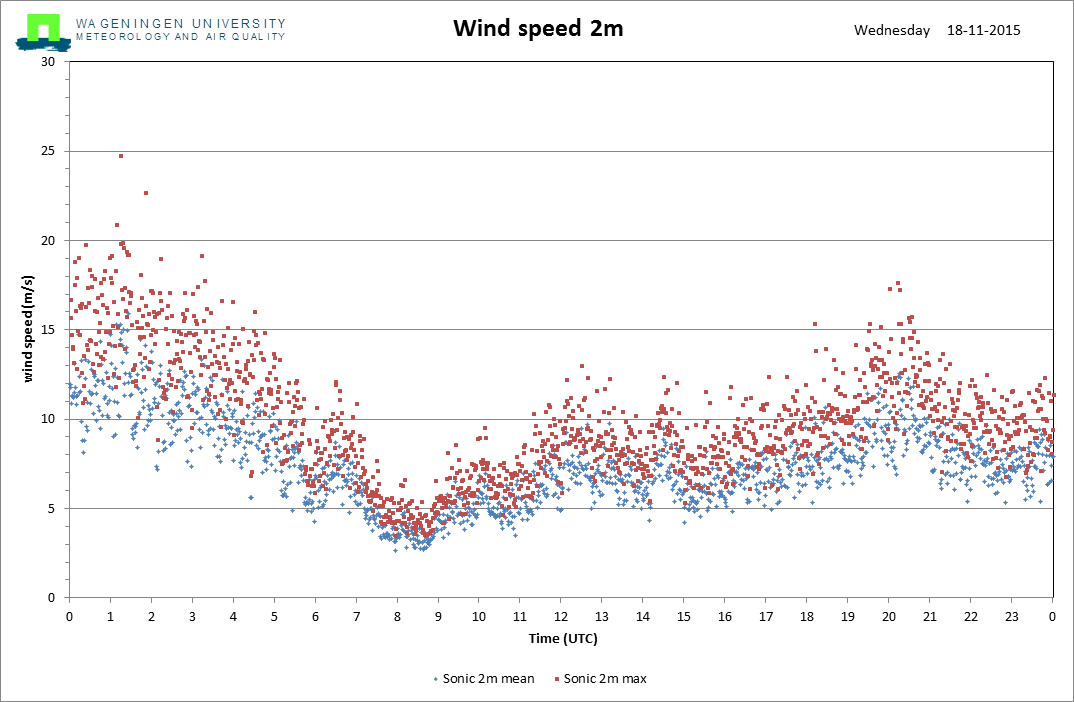 WAGENINGEN UNIVERSITY
METEOROLOGY AND AIR QUALITY
Wind speed 2m
Wednesday 18-11-2015
30
25
20
15
10
5
0
wind speed (m/s)
0 1 2 3 4 5 6 7 8 9 10 11 12 13 14 15 16 17 18 19 20 21 22 23 0
Time (UTC)
Sonic 2m mean Sonic 2m max